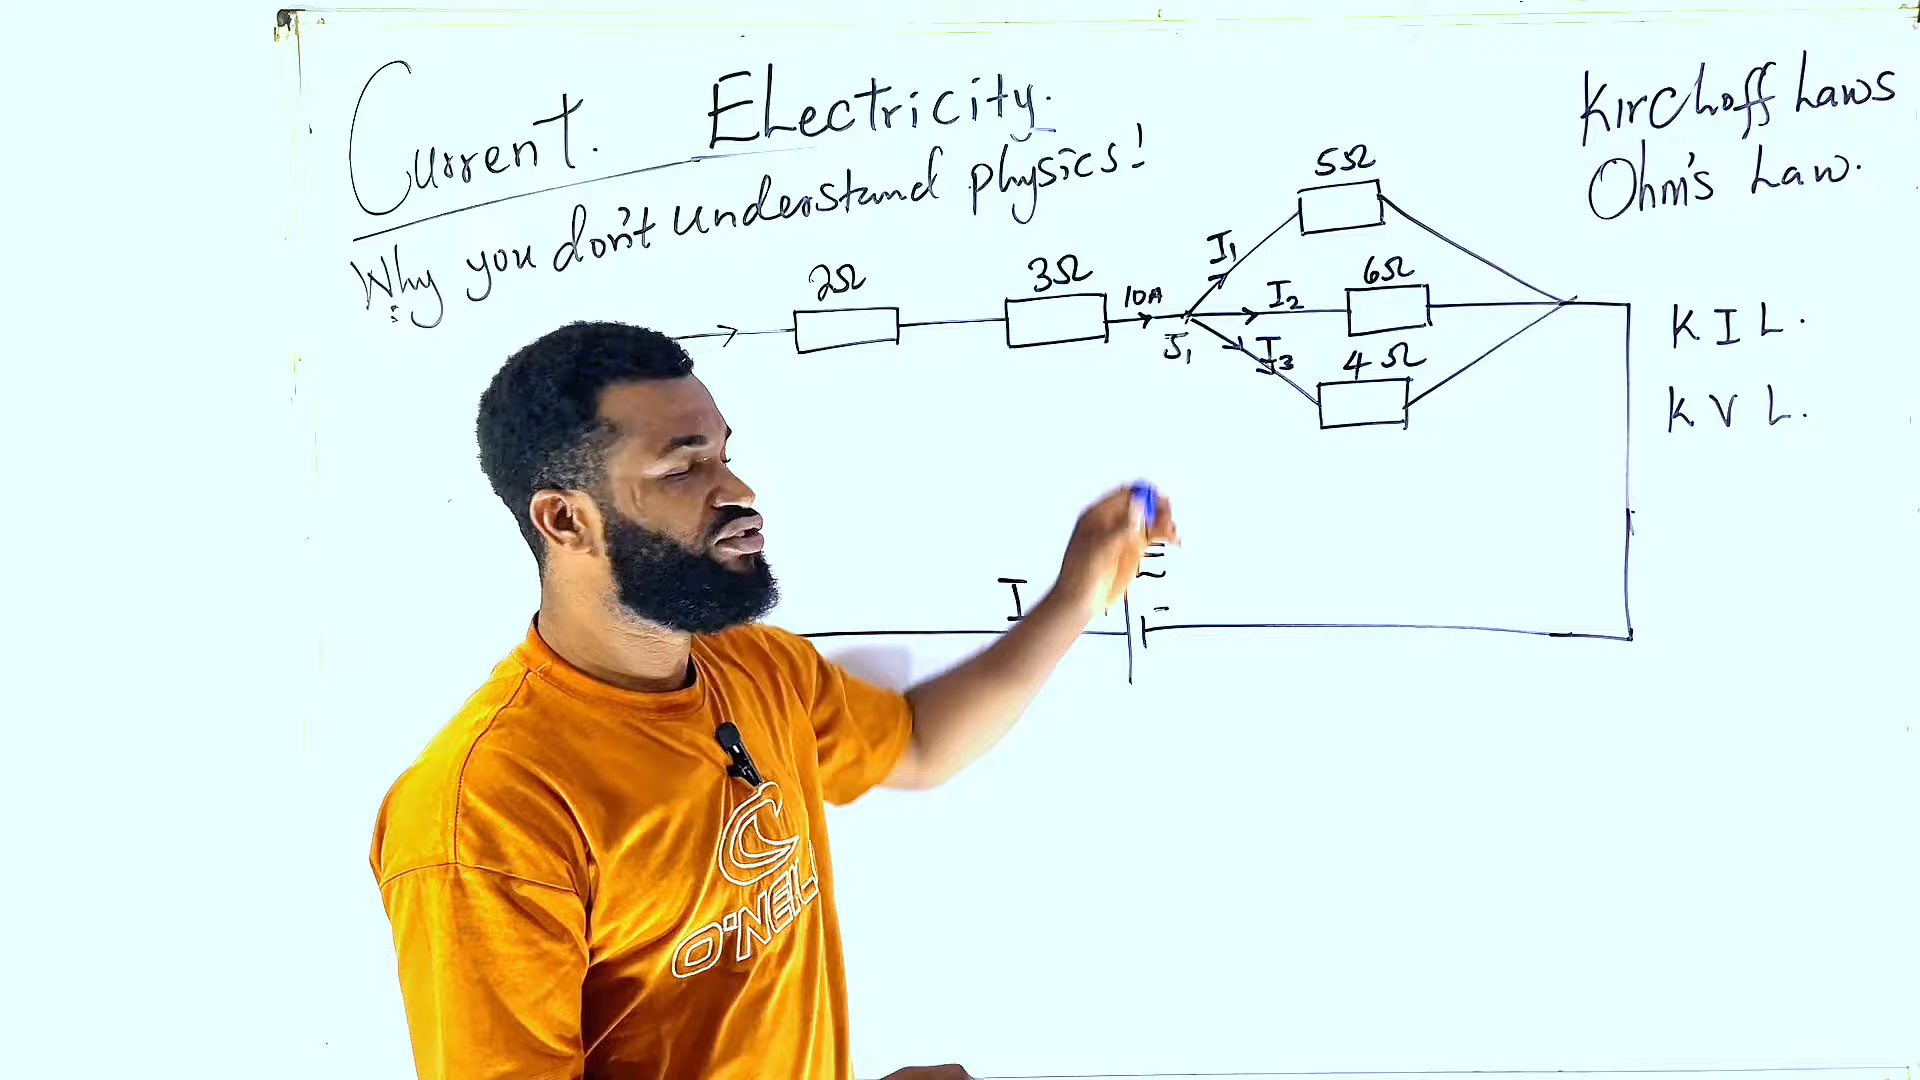 Current. Electricity.
Why you don't understand physics!
Kirchoff Laws
Ohm's Law.
2Ω
3Ω
10A
J₁
I₁
I₂
I₃
5Ω
6Ω
4Ω
K I L.
K V L.
I
-
O'NEILL